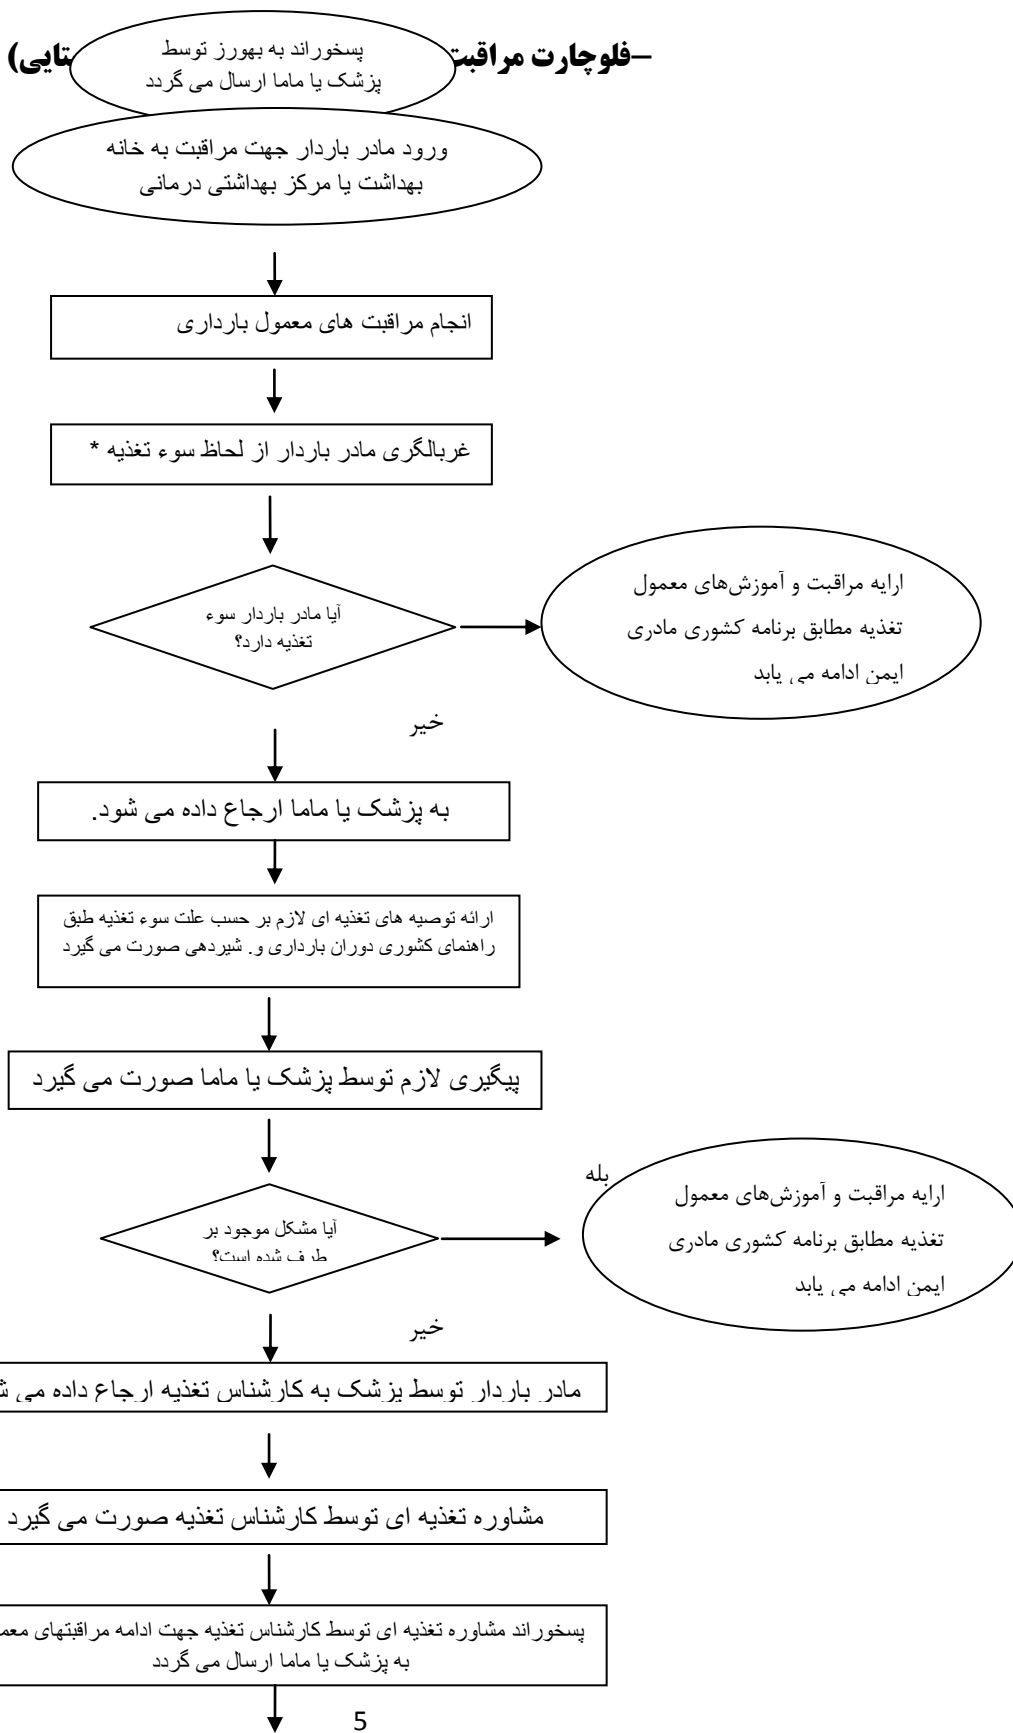 –فلوچارت مراقبت
تایی)
پسخوراند به بهورز توسط
پزشک یا ماما ارسال می گردد
ورود مادر باردار جهت مراقبت به خانه
بهداشت یا مرکز بهداشتی درمانی
انجام مراقبت های معمول بارداری
غربالگری مادر باردار از لحاظ سوء تغذیه *
آیا مادر باردار سوء
تغذیه دارد؟
ارایه مراقبت و آموزش‌های معمول
تغذیه مطابق برنامه کشوری مادری
ایمن ادامه می یابد
خیر
به پزشک یا ماما ارجاع داده می شود.
ارائه توصیه های تغذیه ای لازم بر حسب علت سوء تغذیه طبق
راهنمای کشوری دوران بارداری و. شیردهی صورت می گیرد
پیگیری لازم توسط پزشک یا ماما صورت می گیرد
آیا مشکل موجود بر
طرف شده است؟
بله
ارایه مراقبت و آموزش‌های معمول
تغذیه مطابق برنامه کشوری مادری
ایمن ادامه می یابد
خیر
مادر باردار توسط پزشک به کارشناس تغذیه ارجاع داده می
مشاوره تغذیه ای توسط کارشناس تغذیه صورت می گیرد
پسخوراند مشاوره تغذیه ای توسط کارشناس تغذیه جهت ادامه مراقبتهای
به پزشک یا ماما ارسال می گردد
5